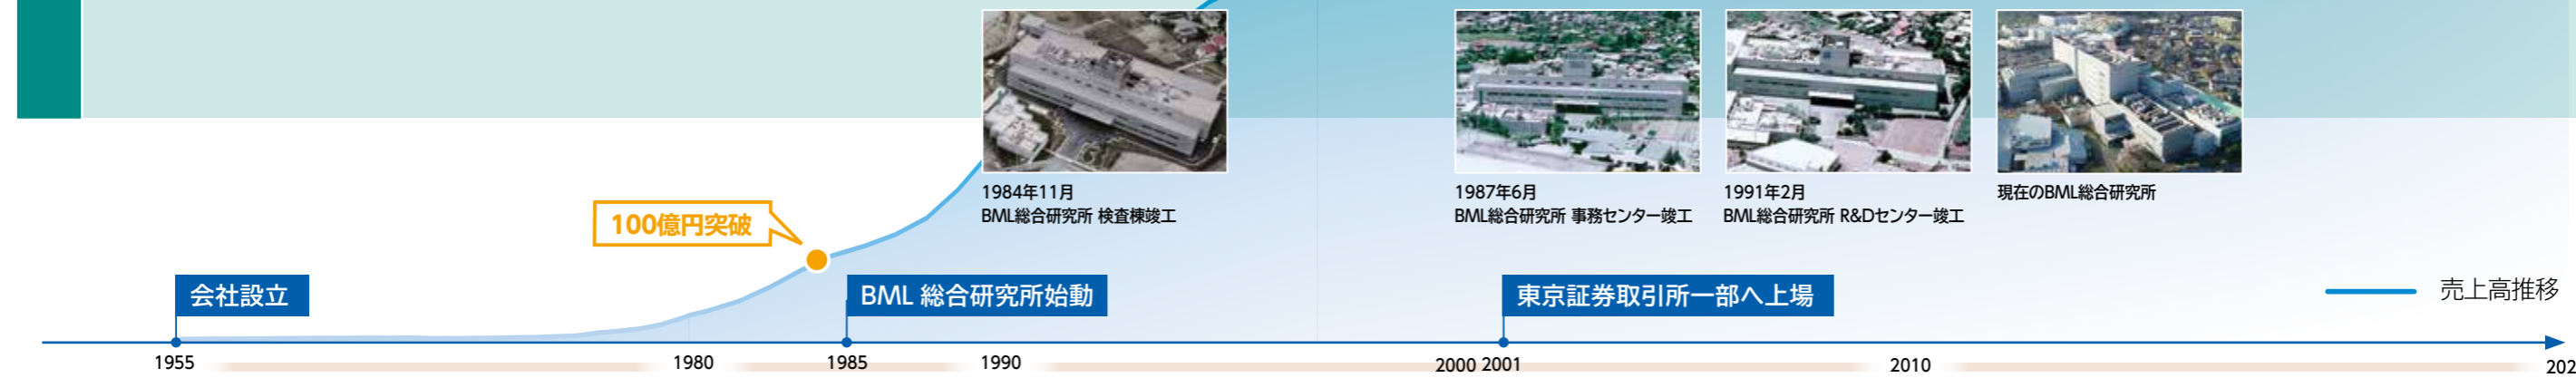 1984年11月
BML総合研究所 検査棟竣工
1987年6月
BML総合研究所 事務センター竣工
1991年2月
BML総合研究所 R&Dセンター竣工
現在のBML総合研究所
100億円突破
会社設立
BML 総合研究所始動
東京証券取引所一部へ上場
売上高推移
1955
1980
1985
1990
2000 2001
2010
202